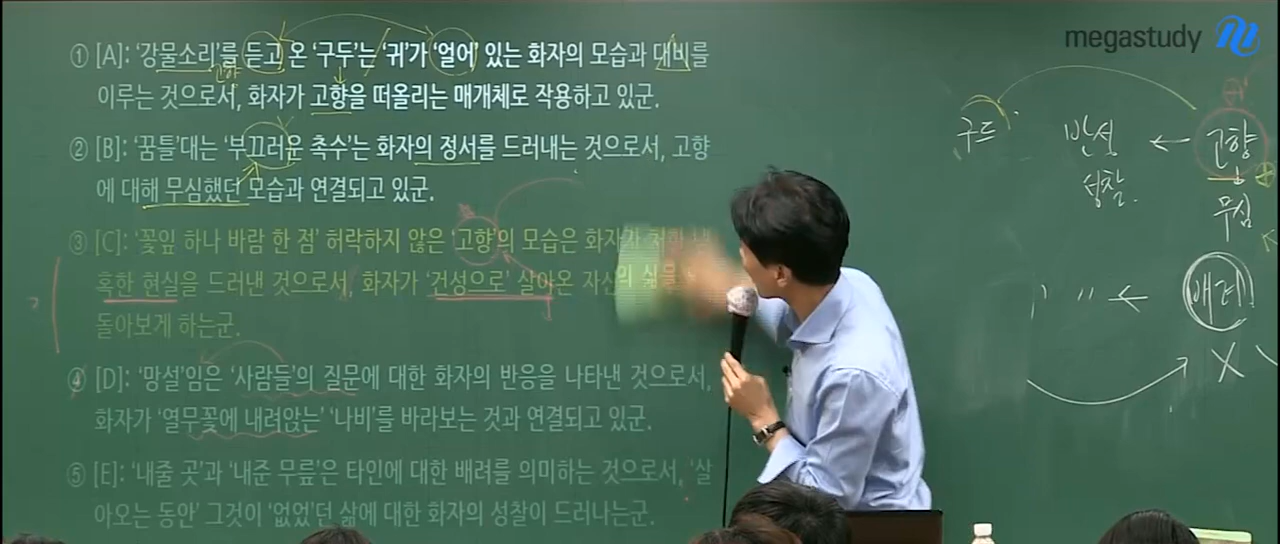 megastudy
① [A]: ‘강물소리’를 듣고 온 ‘구두’는 ‘귀’가 ‘얼어’ 있는 화자의 모습과 대비를
이루는 것으로서, 화자가 고향을 떠올리는 매개체로 작용하고 있군.
② [B]: ‘꿈틀’대는 ‘부끄러운 촉수’는 화자의 정서를 드러내는 것으로서, 고향
에 대해 무심했던 모습과 연결되고 있군.
③ [C]: ‘꽃잎 하나 바람 한 점’ 허락하지 않은 ‘고향’의 모습은 화자가 처한
혹한 현실을 드러낸 것으로서, 화자가 ‘건성으로’ 살아온 자신의 삶을
돌아보게 하는군.
④ [D]: ‘망설’임은 ‘사람들’의 질문에 대한 화자의 반응을 나타낸 것으로서,
화자가 ‘열무꽃에 내려앉는’ ‘나비’를 바라보는 것과 연결되고 있군.
⑤ [E]: ‘내줄 곳’과 ‘내준 무릎’은 타인에 대한 배려를 의미하는 것으로서, ‘살
아오는 동안’ 그것이 ‘없었’던 삶에 대한 화자의 성찰이 드러나는군.
고향
구두 반성 ← 고향
성찰 무심
〃 ← 배려
X